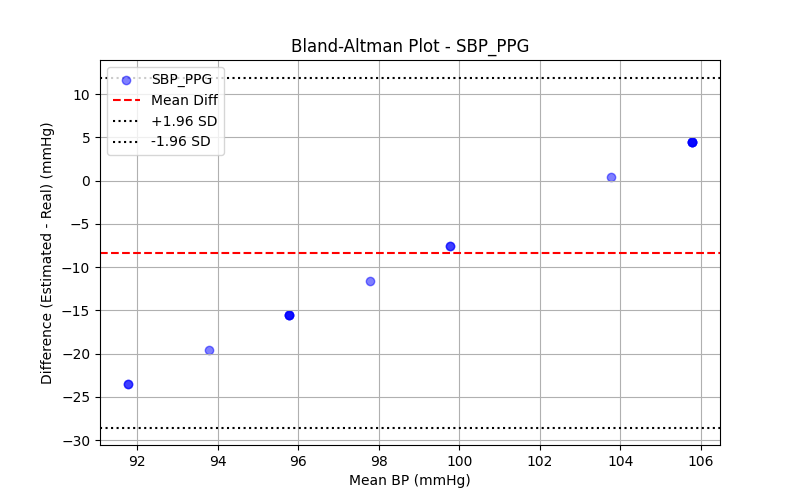 Bland-Altman Plot - SBP_PPG
SBP_PPG
Mean Diff
+1.96 SD
-1.96 SD
10
5
0
−5
−10
−15
−20
−25
−30
Difference (Estimated - Real) (mmHg)
92 94 96 98 100 102 104 106
Mean BP (mmHg)